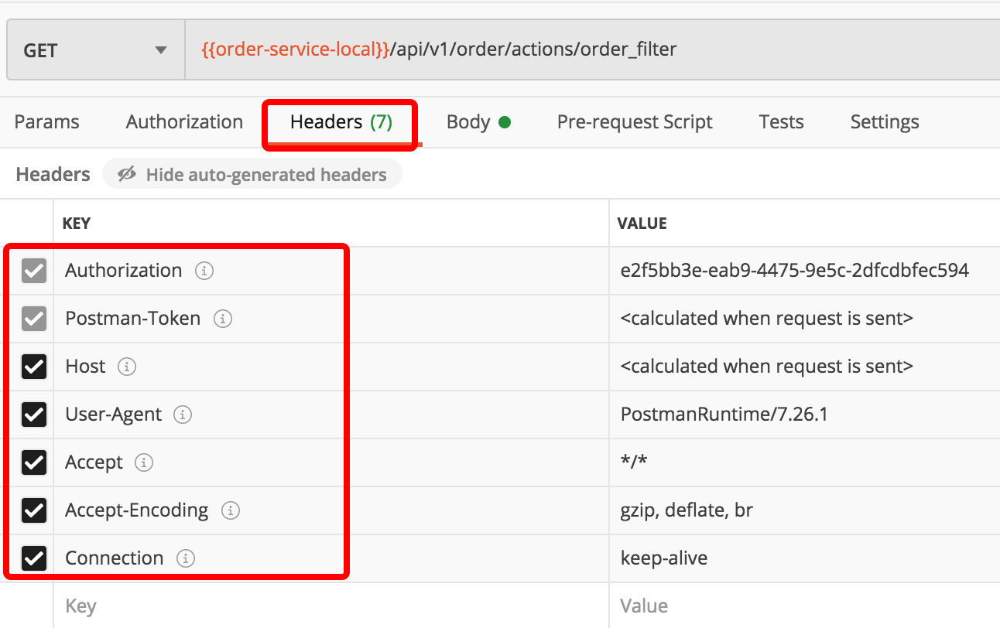 GET {{order-service-local}}/api/v1/order/actions/order_filter
Params Authorization Headers (7) Body Pre-request Script Tests Settings
Headers Hide auto-generated headers
KEY VALUE
Authorization e2f5bb3e-eab9-4475-9e5c-2dfcdbfec594
Postman-Token <calculated when request is sent>
Host <calculated when request is sent>
User-Agent PostmanRuntime/7.26.1
Accept */*
Accept-Encoding gzip, deflate, br
Connection keep-alive
Key Value